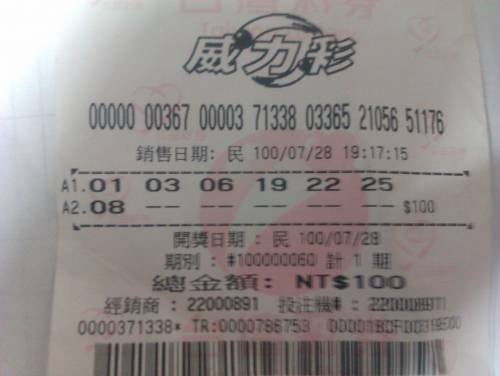 威力彩
00000 00367 00003 71338 03365 21056 51176
銷售日期: 民 100/07/28 19:17:15
A1.01 03 06 19 22 25
A2.08 -- -- -- -- -- $100
開獎日期 : 民 100/07/28
期別 : #100000060 計 1 期
總金額: NT$100
經銷商 : 22000891 投注機#
0000371338* TR:0000786753